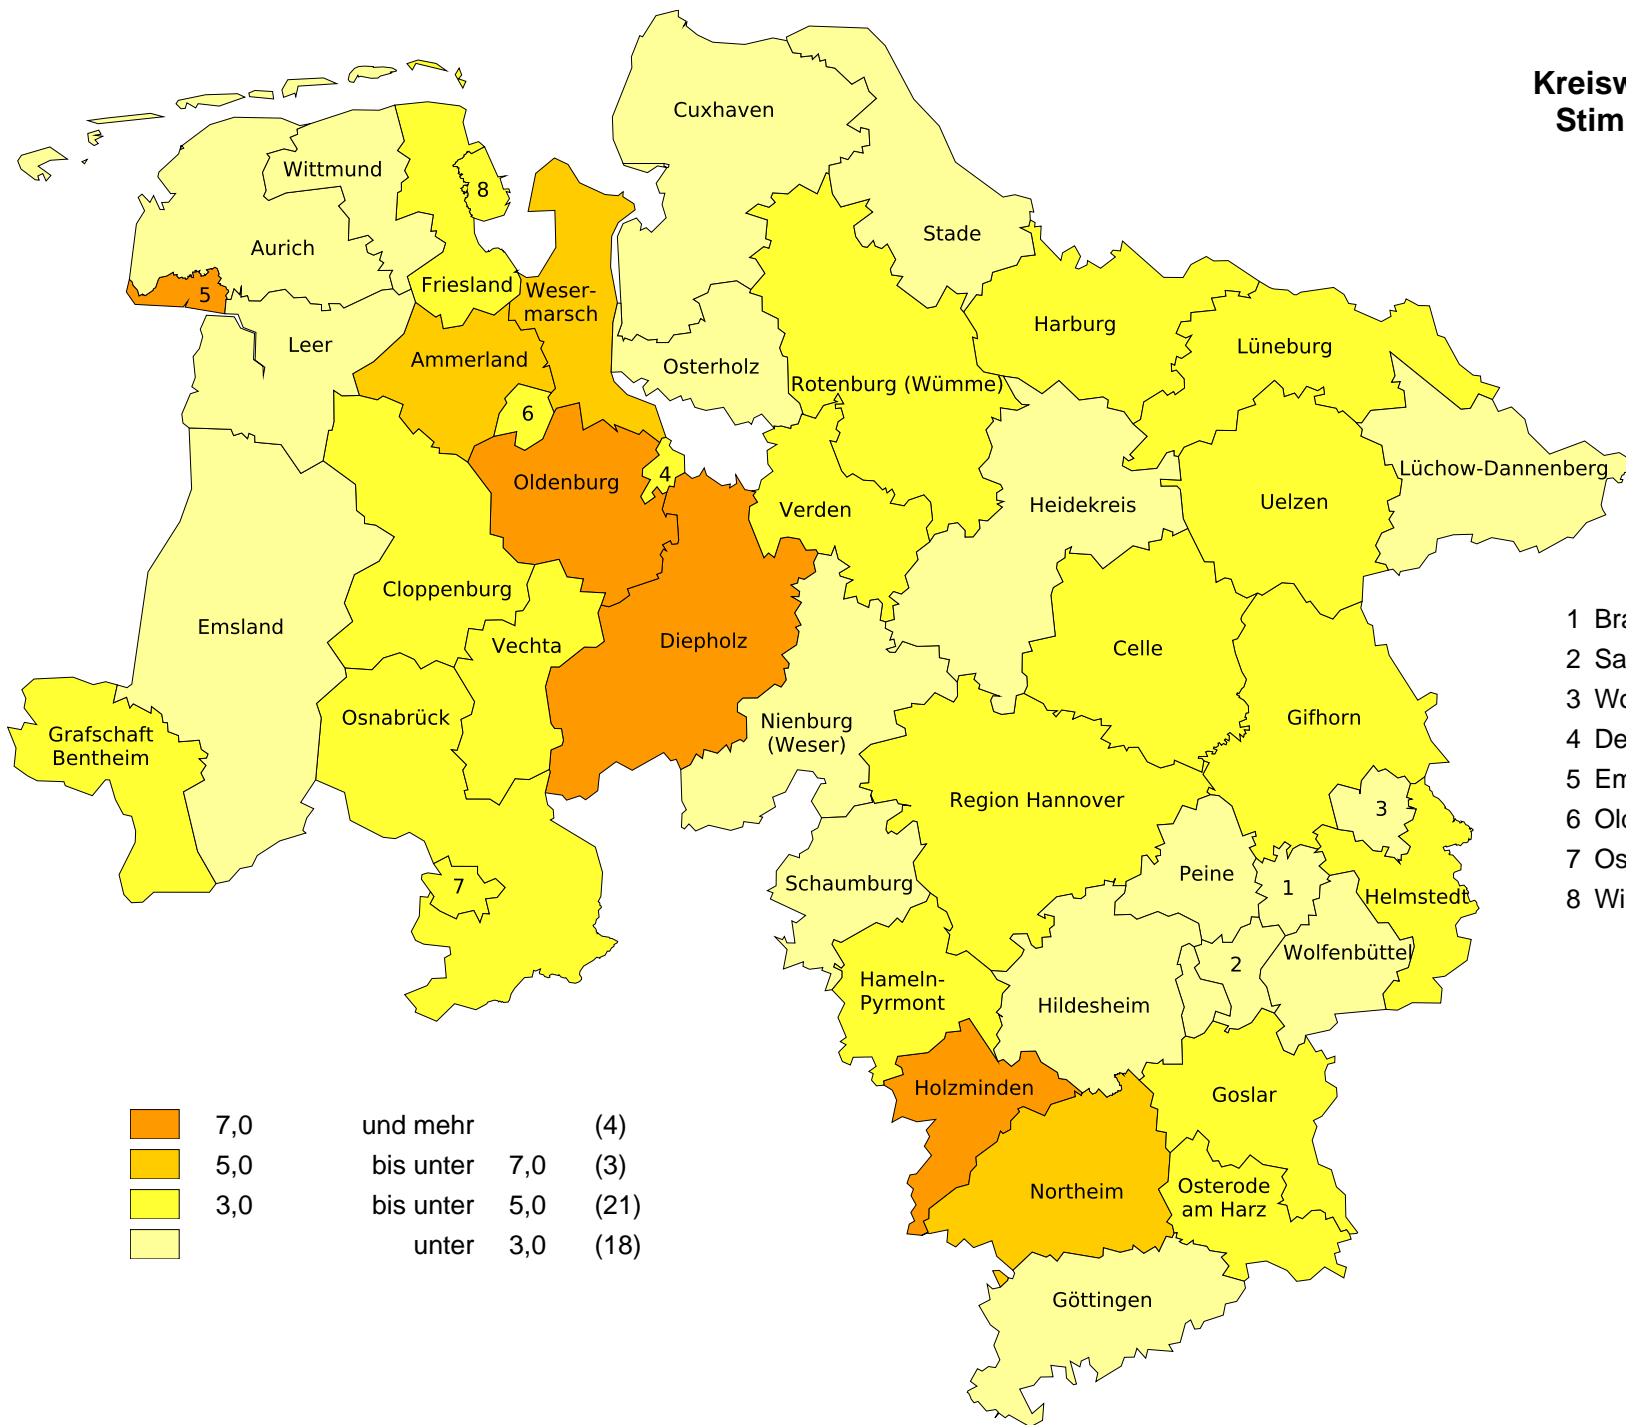 Kreisw
Stim
Cuxhaven
Wittmund
8
Stade
Aurich
Friesland
Weser-
marsch
5
Harburg
Leer
Lüneburg
Ammerland
Osterholz
Rotenburg (Wümme)
6
Lüchow-Dannenberg
4
Oldenburg
Uelzen
Heidekreis
Verden
Cloppenburg
Emsland
Diepholz
Vechta
Celle
Osnabrück
Gifhorn
Nienburg
(Weser)
Grafschaft
Bentheim
Region Hannover
3
Peine
Schaumburg
7
1
Helmstedt
Wolfenbüttel
2
Hameln-
Pyrmont
Hildesheim
Holzminden
Goslar
Northeim
Osterode
am Harz
Göttingen
1 Bra
2 Sa
3 Wo
4 De
5 Em
6 Old
7 Os
8 Wi
7,0 und mehr (4)
5,0 bis unter 7,0 (3)
3,0 bis unter 5,0 (21)
unter 3,0 (18)